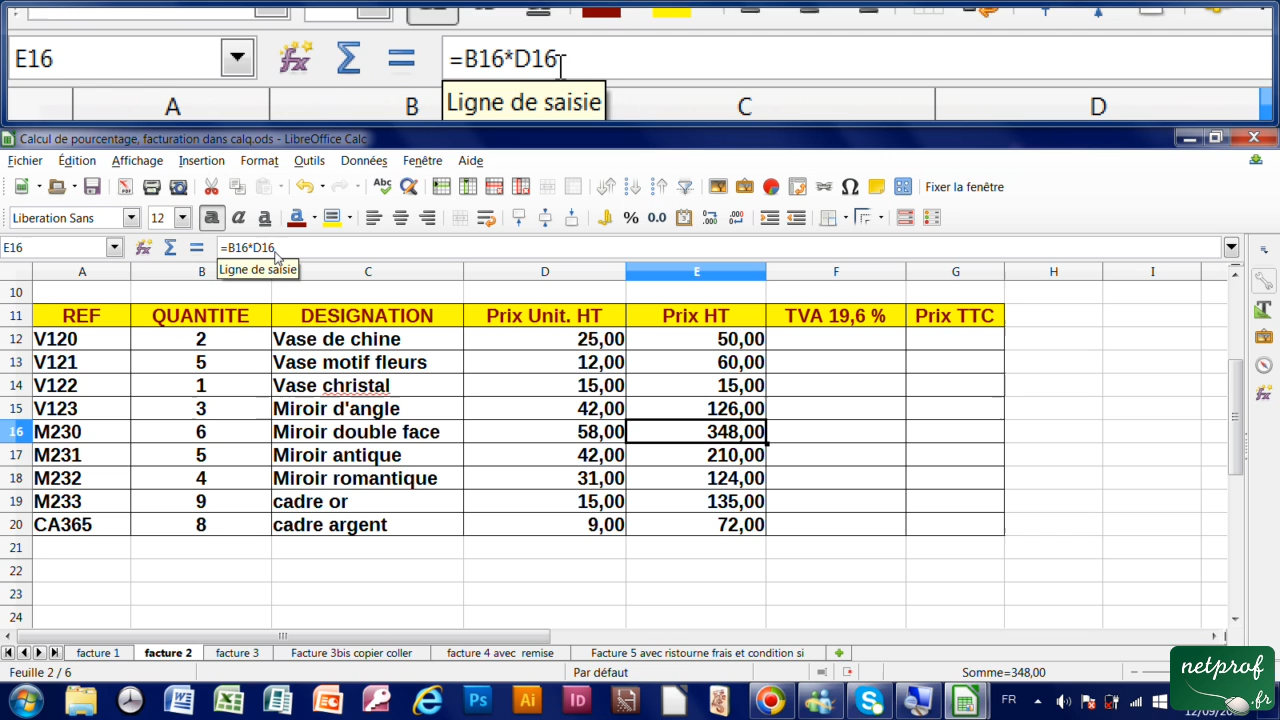 E16 =B16*D16
Ligne de saisie
A B C D
Calcul de pourcentage, facturation dans calq.ods - LibreOffice Calc
Fichier Édition Affichage Insertion Format Outils Données Fenêtre Aide
Fixer la fenêtre
Liberation Sans 12
E16 =B16*D16
Ligne de saisie
A B C D E F G H I
10
11 REF QUANTITE DESIGNATION Prix Unit. HT Prix HT TVA 19,6 % Prix TTC
12 V120 2 Vase de chine 25,00 50,00
13 V121 5 Vase motif fleurs 12,00 60,00
14 V122 1 Vase christal 15,00 15,00
15 V123 3 Miroir d'angle 42,00 126,00
16 M230 6 Miroir double face 58,00 348,00
17 M231 5 Miroir antique 42,00 210,00
18 M232 4 Miroir romantique 31,00 124,00
19 M233 9 cadre or 15,00 135,00
20 CA365 8 cadre argent 9,00 72,00
21
22
23
24
facture 1 facture 2 facture 3 Facture 3bis copier coller facture 4 avec remise Facture 5 avec ristourne frais et condition si
Feuille 2 / 6 Par défaut Somme=348,00
netprof.fr
FR